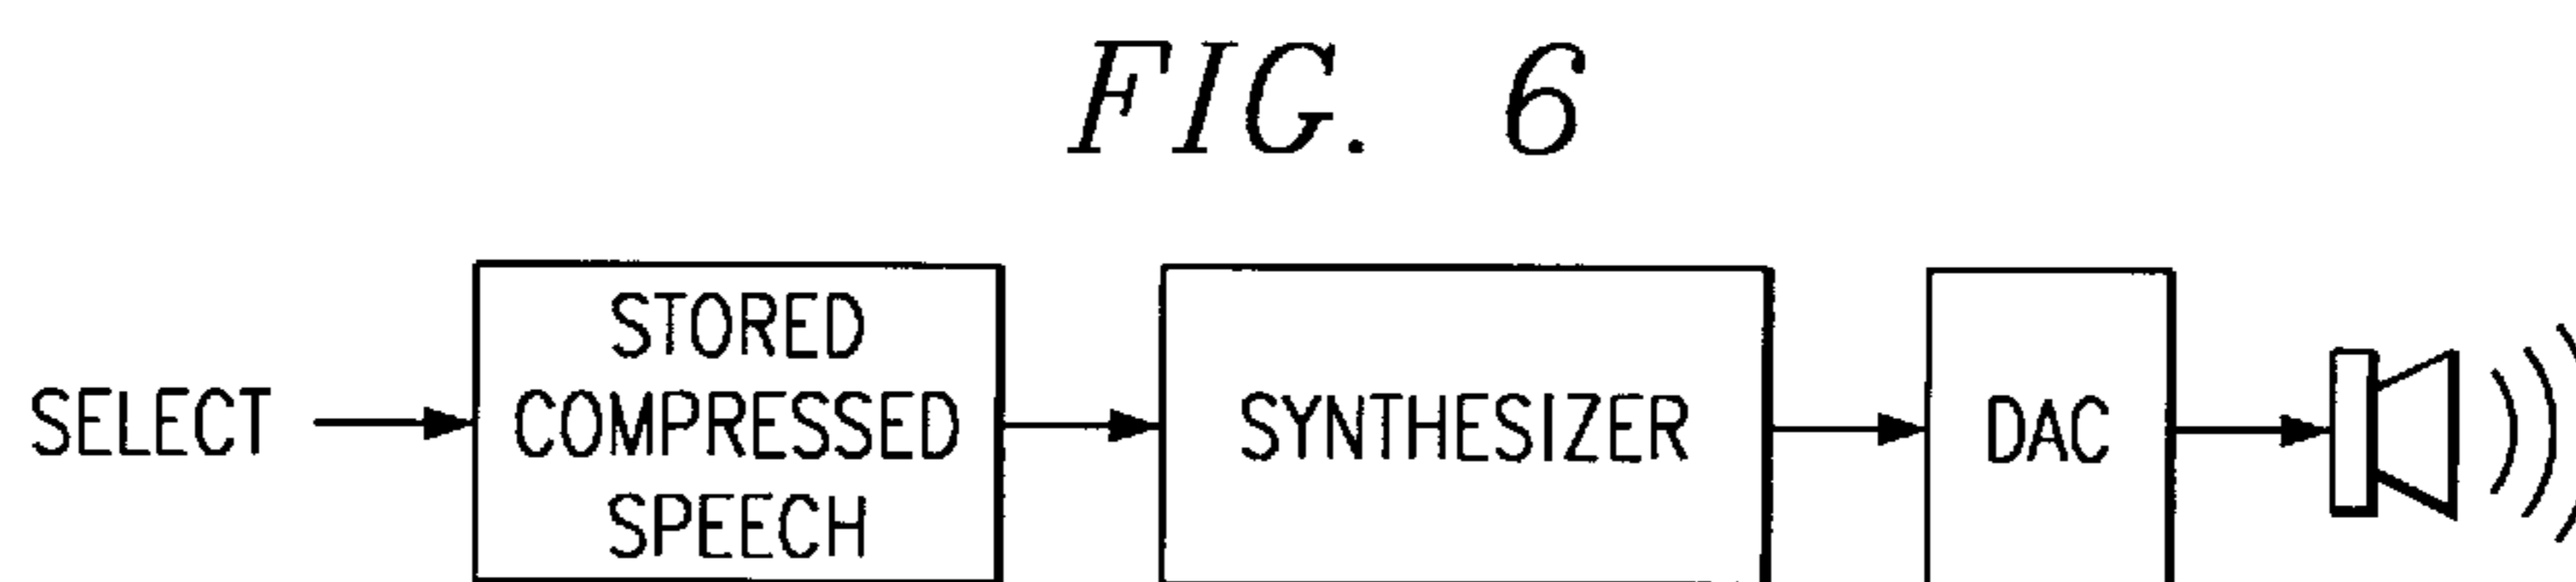 FIG. 6
SELECT
STORED
COMPRESSED
SPEECH
SYNTHESIZER
DAC